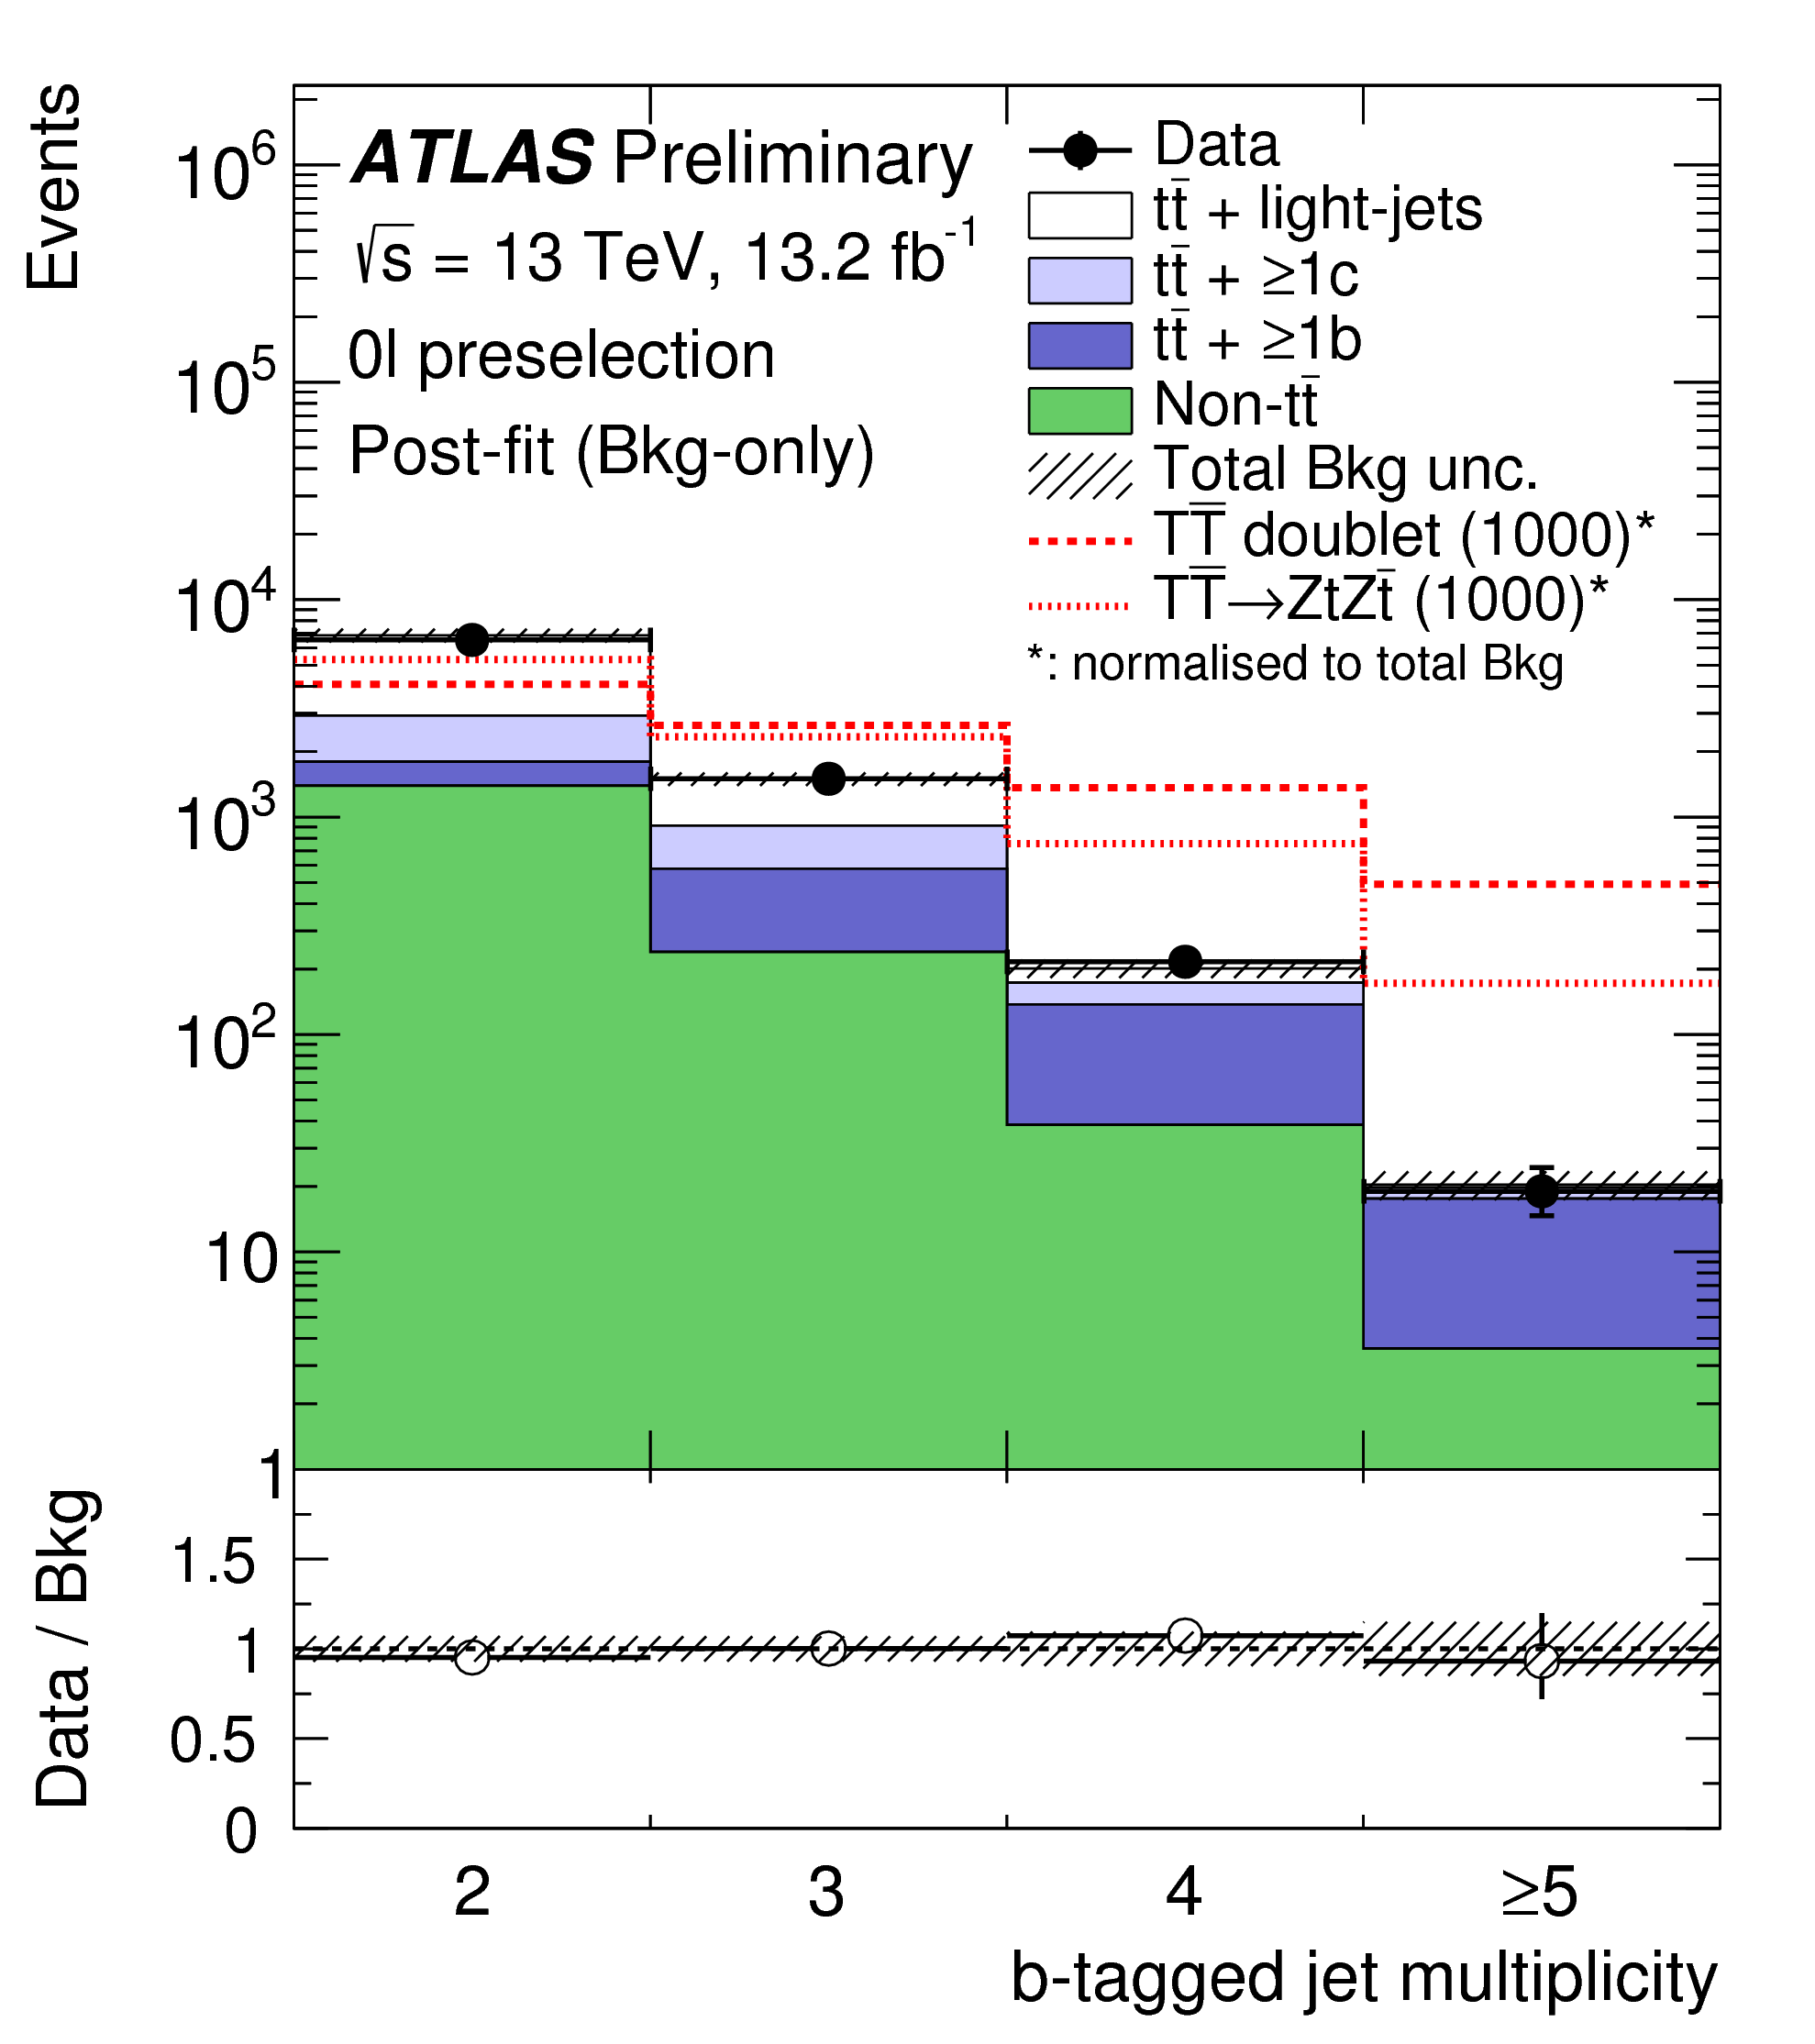 Events
10⁶
10⁵
10⁴
10³
10²
10
1
ATLAS Preliminary
√s = 13 TeV, 13.2 fb⁻¹
0l preselection
Post-fit (Bkg-only)
Data
tt̄ + light-jets
tt̄ + ≥1c
tt̄ + ≥1b
Non-tt̄
Total Bkg unc.
TT̄ doublet (1000)*
TT̄→ZtZt̄ (1000)*
*: normalised to total Bkg
Data / Bkg
1.5
1
0.5
0
2 3 4 ≥5
b-tagged jet multiplicity